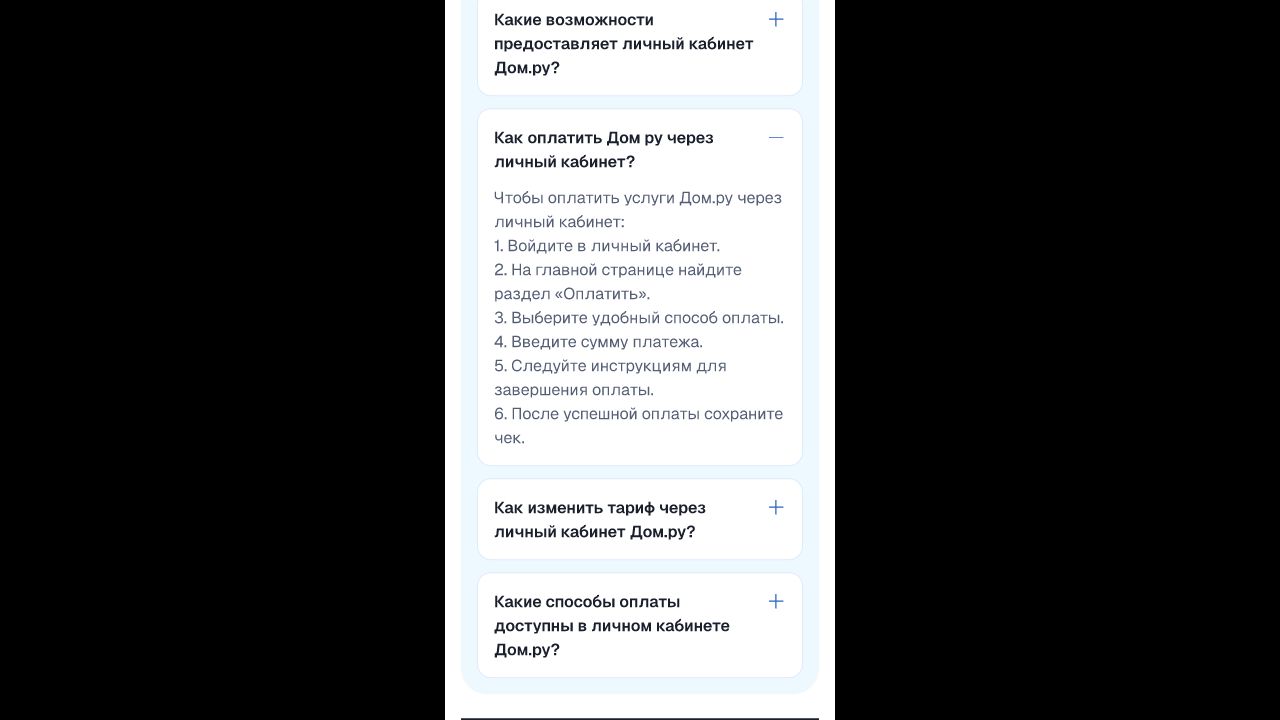 Какие возможности
предоставляет личный кабинет
Дом.ру?
Как оплатить Дом ру через
личный кабинет?
Чтобы оплатить услуги Дом.ру через
личный кабинет:
1. Войдите в личный кабинет.
2. На главной странице найдите
раздел «Оплатить».
3. Выберите удобный способ оплаты.
4. Введите сумму платежа.
5. Следуйте инструкциям для
завершения оплаты.
6. После успешной оплаты сохраните
чек.
Как изменить тариф через
личный кабинет Дом.ру?
Какие способы оплаты
доступны в личном кабинете
Дом.ру?